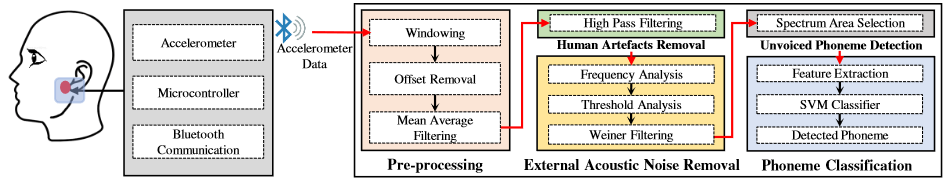 Accelerometer
Microcontroller
Bluetooth
Communication
Accelerometer
Data
Windowing
Offset Removal
Mean Average
Filtering
Pre-processing
High Pass Filtering
Human Artefacts Removal
Frequency Analysis
Threshold Analysis
Weiner Filtering
External Acoustic Noise Removal
Spectrum Area Selection
Unvoiced Phoneme Detection
Feature Extraction
SVM Classifier
Detected Phoneme
Phoneme Classification